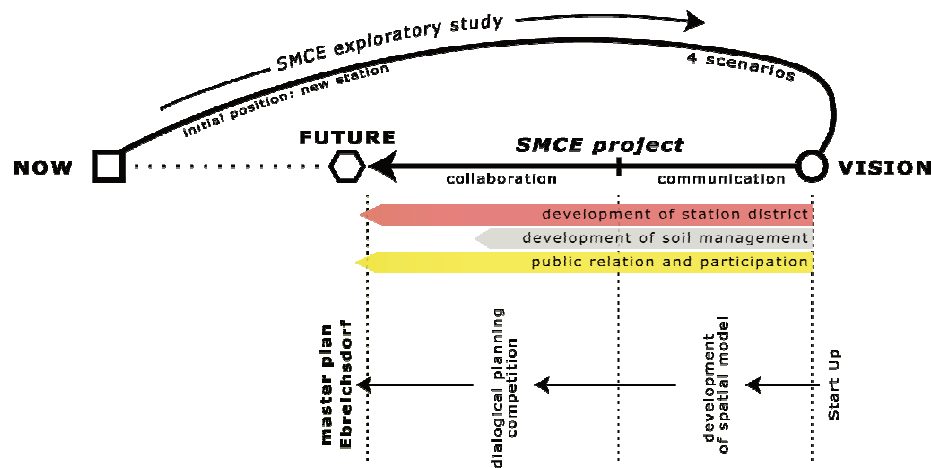 SMCE exploratory study
4 scenarios
initial position: new station
FUTURE
SMCE project
NOW
VISION
collaboration
communication
development of station district
development of soil management
public relation and participation
master plan
Ebreichsdorf
dialogical planning
competition
development
of spatial model
Start Up